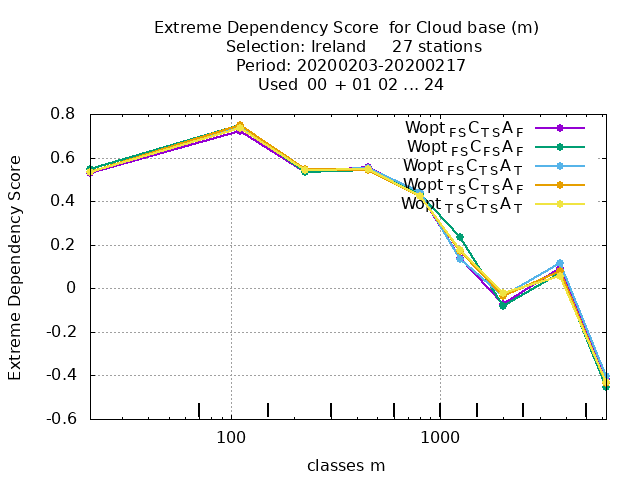 Extreme Dependency Score  for Cloud base (m)
Selection: Ireland     27 stations
Period: 20200203-20200217
Used  00 + 01 02 ... 24
Extreme Dependency Score
0.8
0.6
0.4
0.2
0
-0.2
-0.4
-0.6
Wopt FS C TS A F
Wopt FS C FS A F
Wopt FS C TS A T
Wopt TS C TS A F
Wopt TS C TS A T
100
1000
classes m